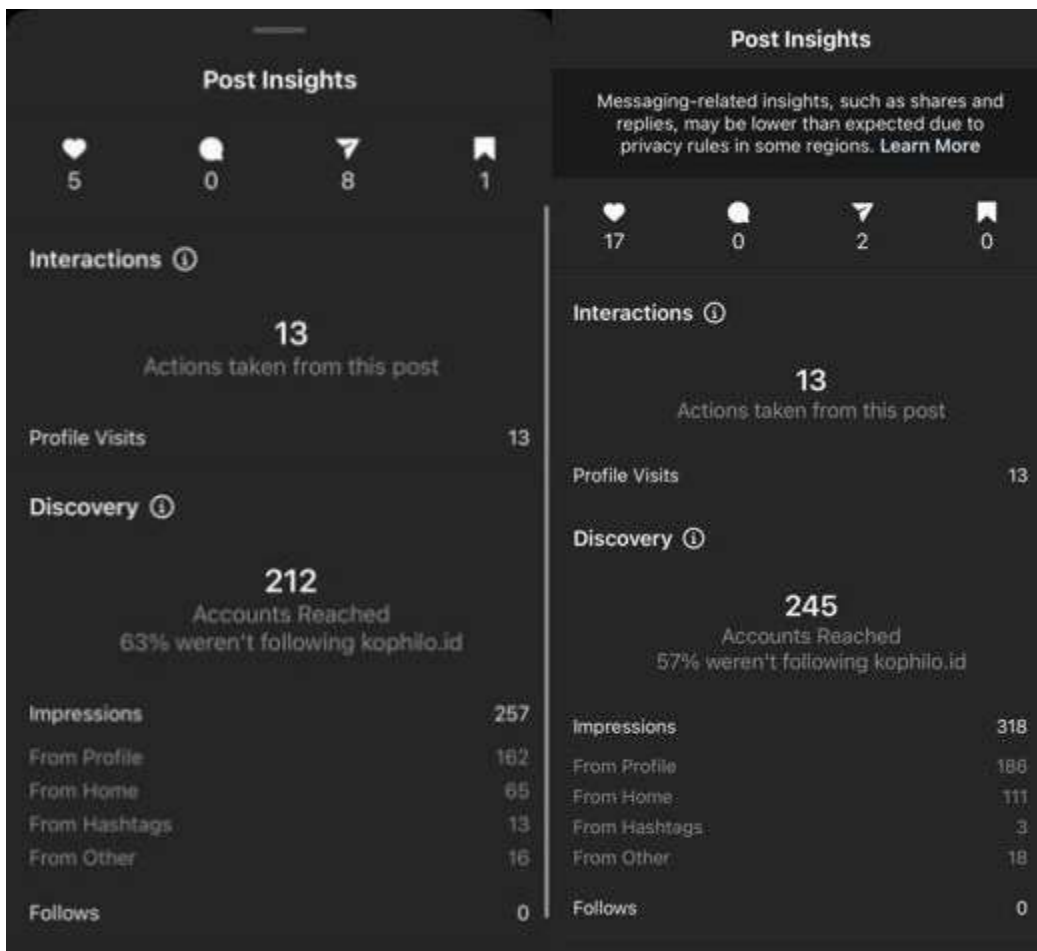 Post Insights
5 0 8 1
Interactions
13
Actions taken from this post
Profile Visits 13
Discovery
212
Accounts Reached
63% weren't following kophilo.id
Impressions 257
From Profile 162
From Home 65
From Hashtags 13
From Other 16
Follows 0
Post Insights
Messaging-related insights, such as shares and
replies, may be lower than expected due to
privacy rules in some regions. Learn More
17 0 2 0
Interactions
13
Actions taken from this post
Profile Visits 13
Discovery
245
Accounts Reached
57% weren't following kophilo.id
Impressions 318
From Profile 186
From Home 111
From Hashtags 3
From Other 18
Follows 0